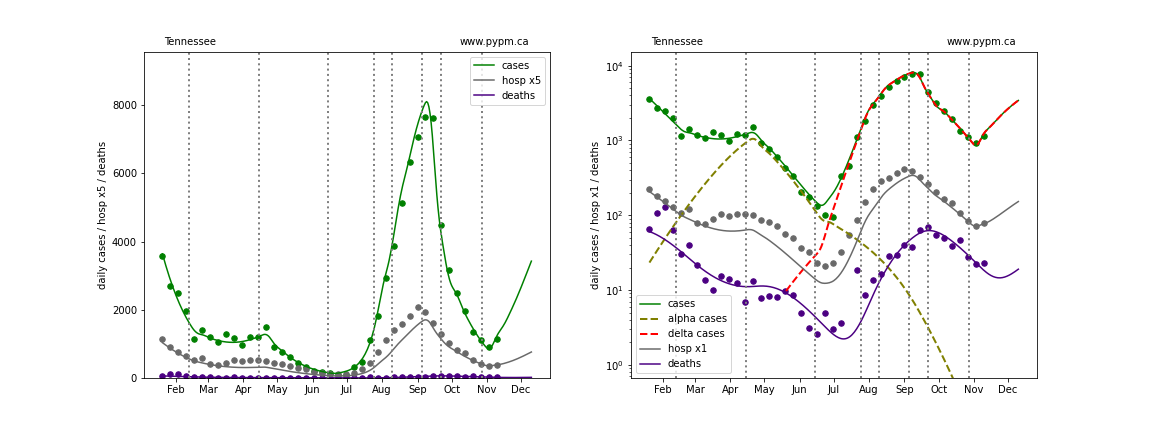 Tennessee
www.pypm.ca
cases
hosp x5
deaths
8000
6000
4000
2000
0
daily cases / hosp x5 / deaths
Feb Mar Apr May Jun Jul Aug Sep Oct Nov Dec
Tennessee
www.pypm.ca
10⁴
10³
10²
10¹
10⁰
daily cases / hosp x1 / deaths
cases
alpha cases
delta cases
hosp x1
deaths
Feb Mar Apr May Jun Jul Aug Sep Oct Nov Dec